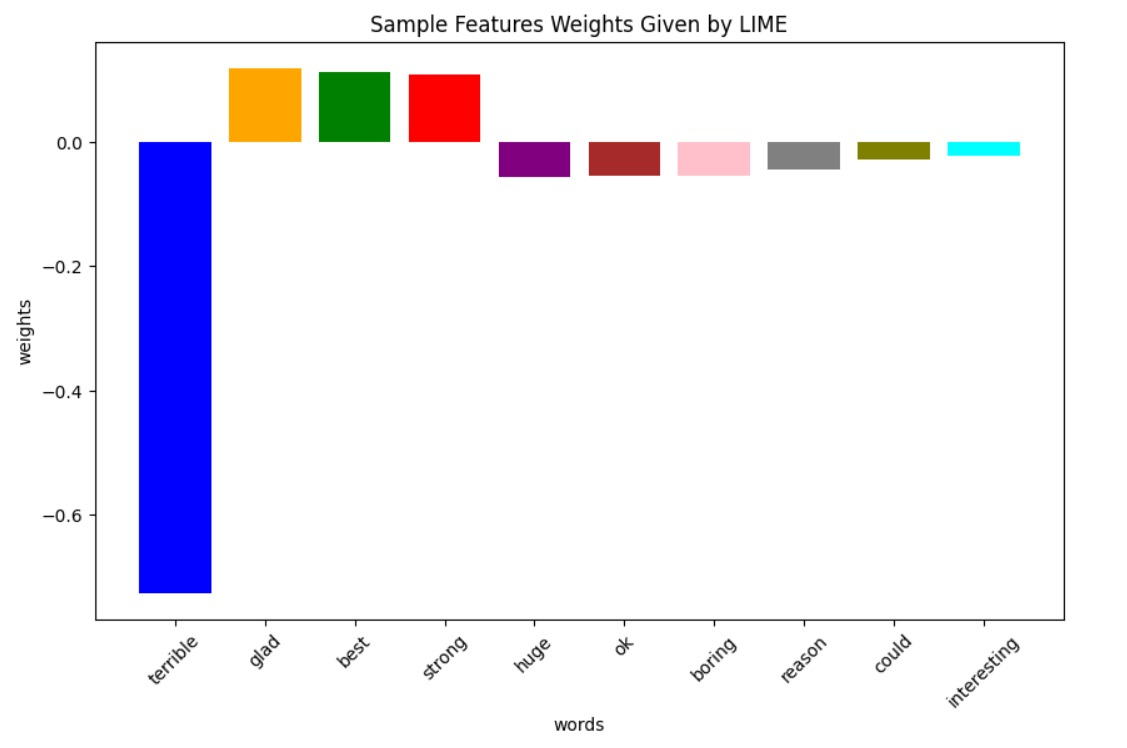 Sample Features Weights Given by LIME
0.0
−0.2
−0.4
−0.6
weights
terrible
glad
best
strong
huge
ok
boring
reason
could
interesting
words